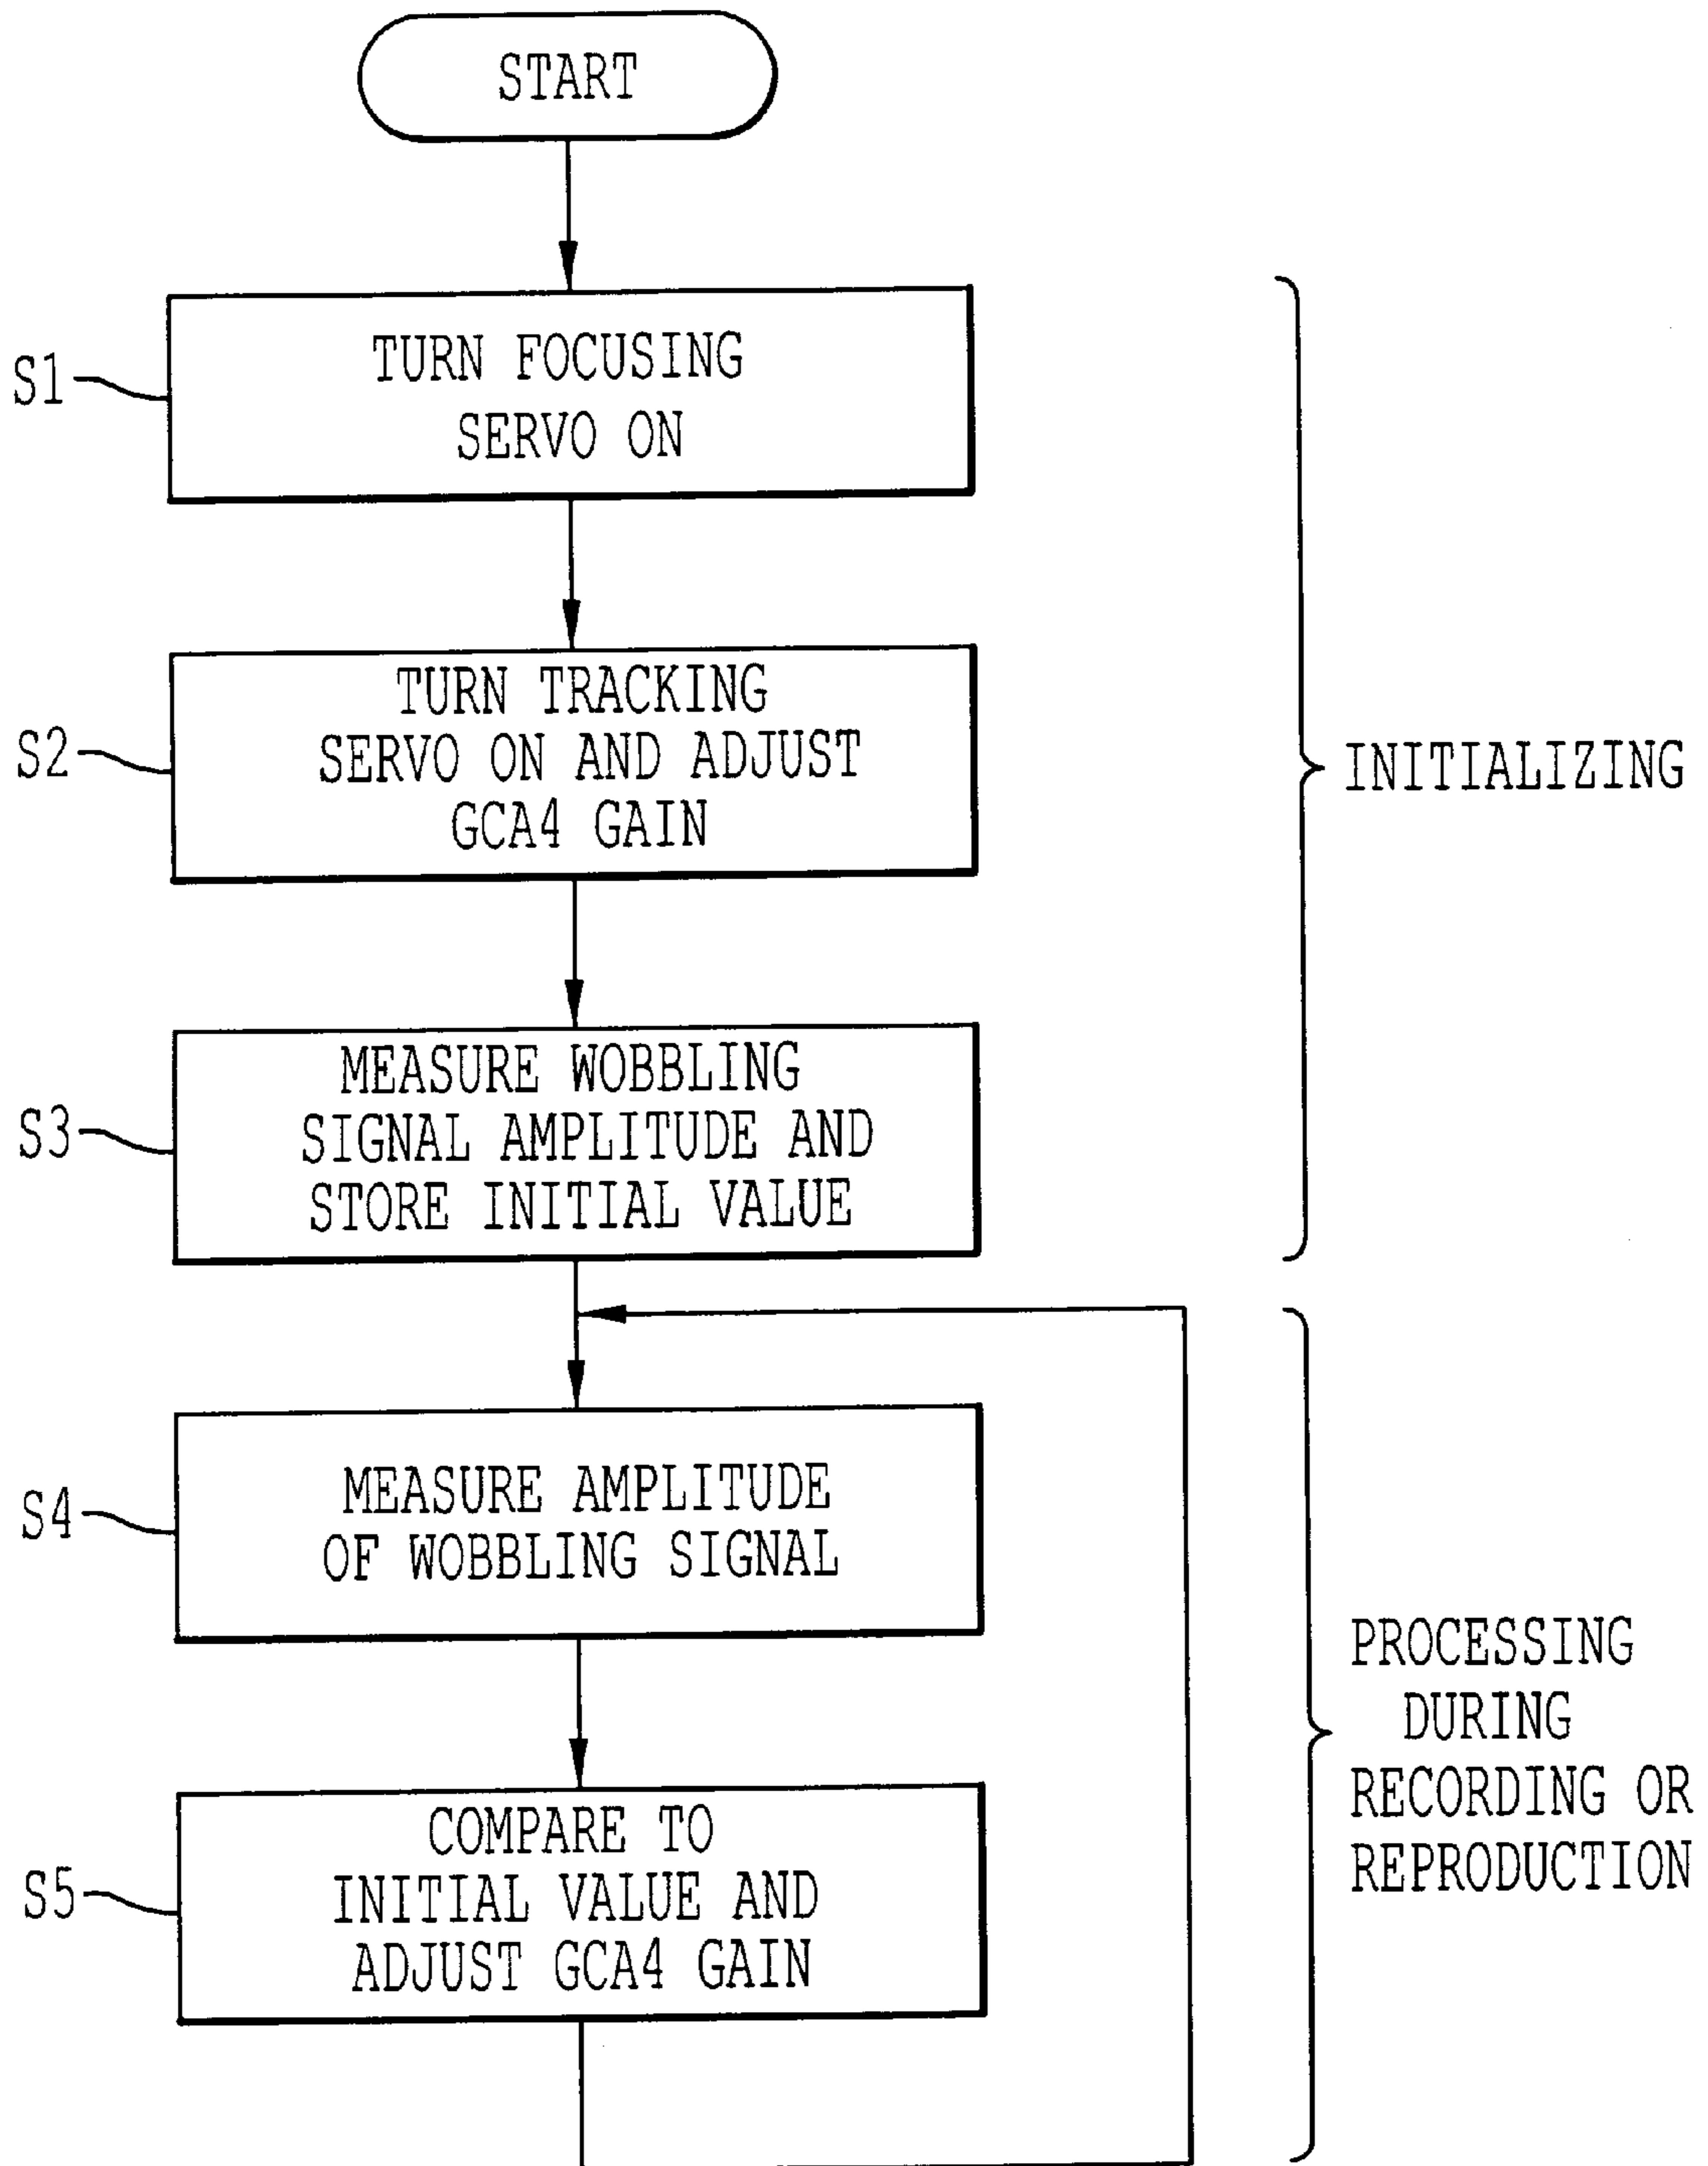 START
S1
TURN FOCUSING
SERVO ON
S2
TURN TRACKING
SERVO ON AND ADJUST
GCA4 GAIN
INITIALIZING
S3
MEASURE WOBBLING
SIGNAL AMPLITUDE AND
STORE INITIAL VALUE
S4
MEASURE AMPLITUDE
OF WOBBLING SIGNAL
PROCESSING
DURING
RECORDING OR
REPRODUCTION
S5
COMPARE TO
INITIAL VALUE AND
ADJUST GCA4 GAIN